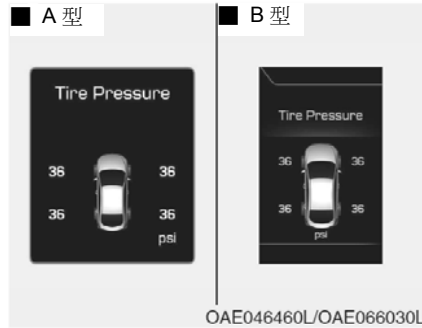 ■ A 型
■ B 型
Tire Pressure
36 36
36 36
psi
Tire Pressure
36 36
36 36
psi
OAE046460L/OAE066030L